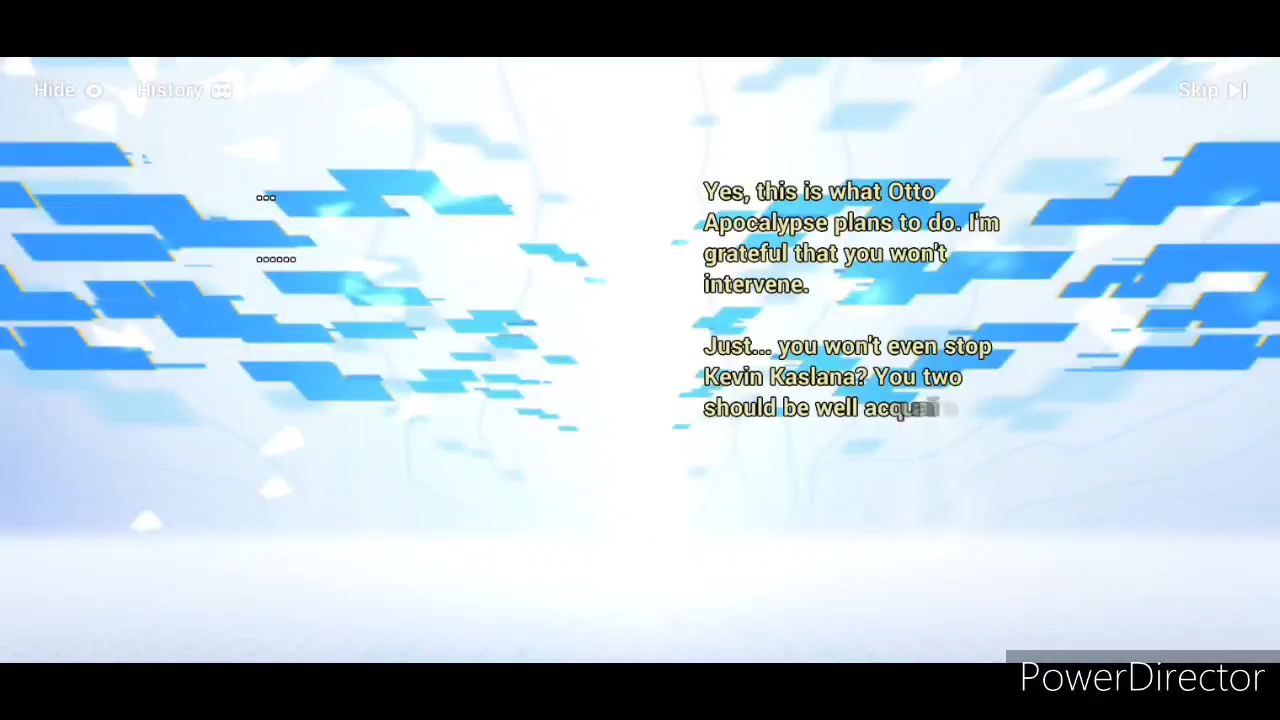 Hide
History
Skip
...
......
Yes, this is what Otto
Apocalypse plans to do. I'm
grateful that you won't
intervene.
Just... you won't even stop
Kevin Kaslana? You two
should be well
PowerDirector